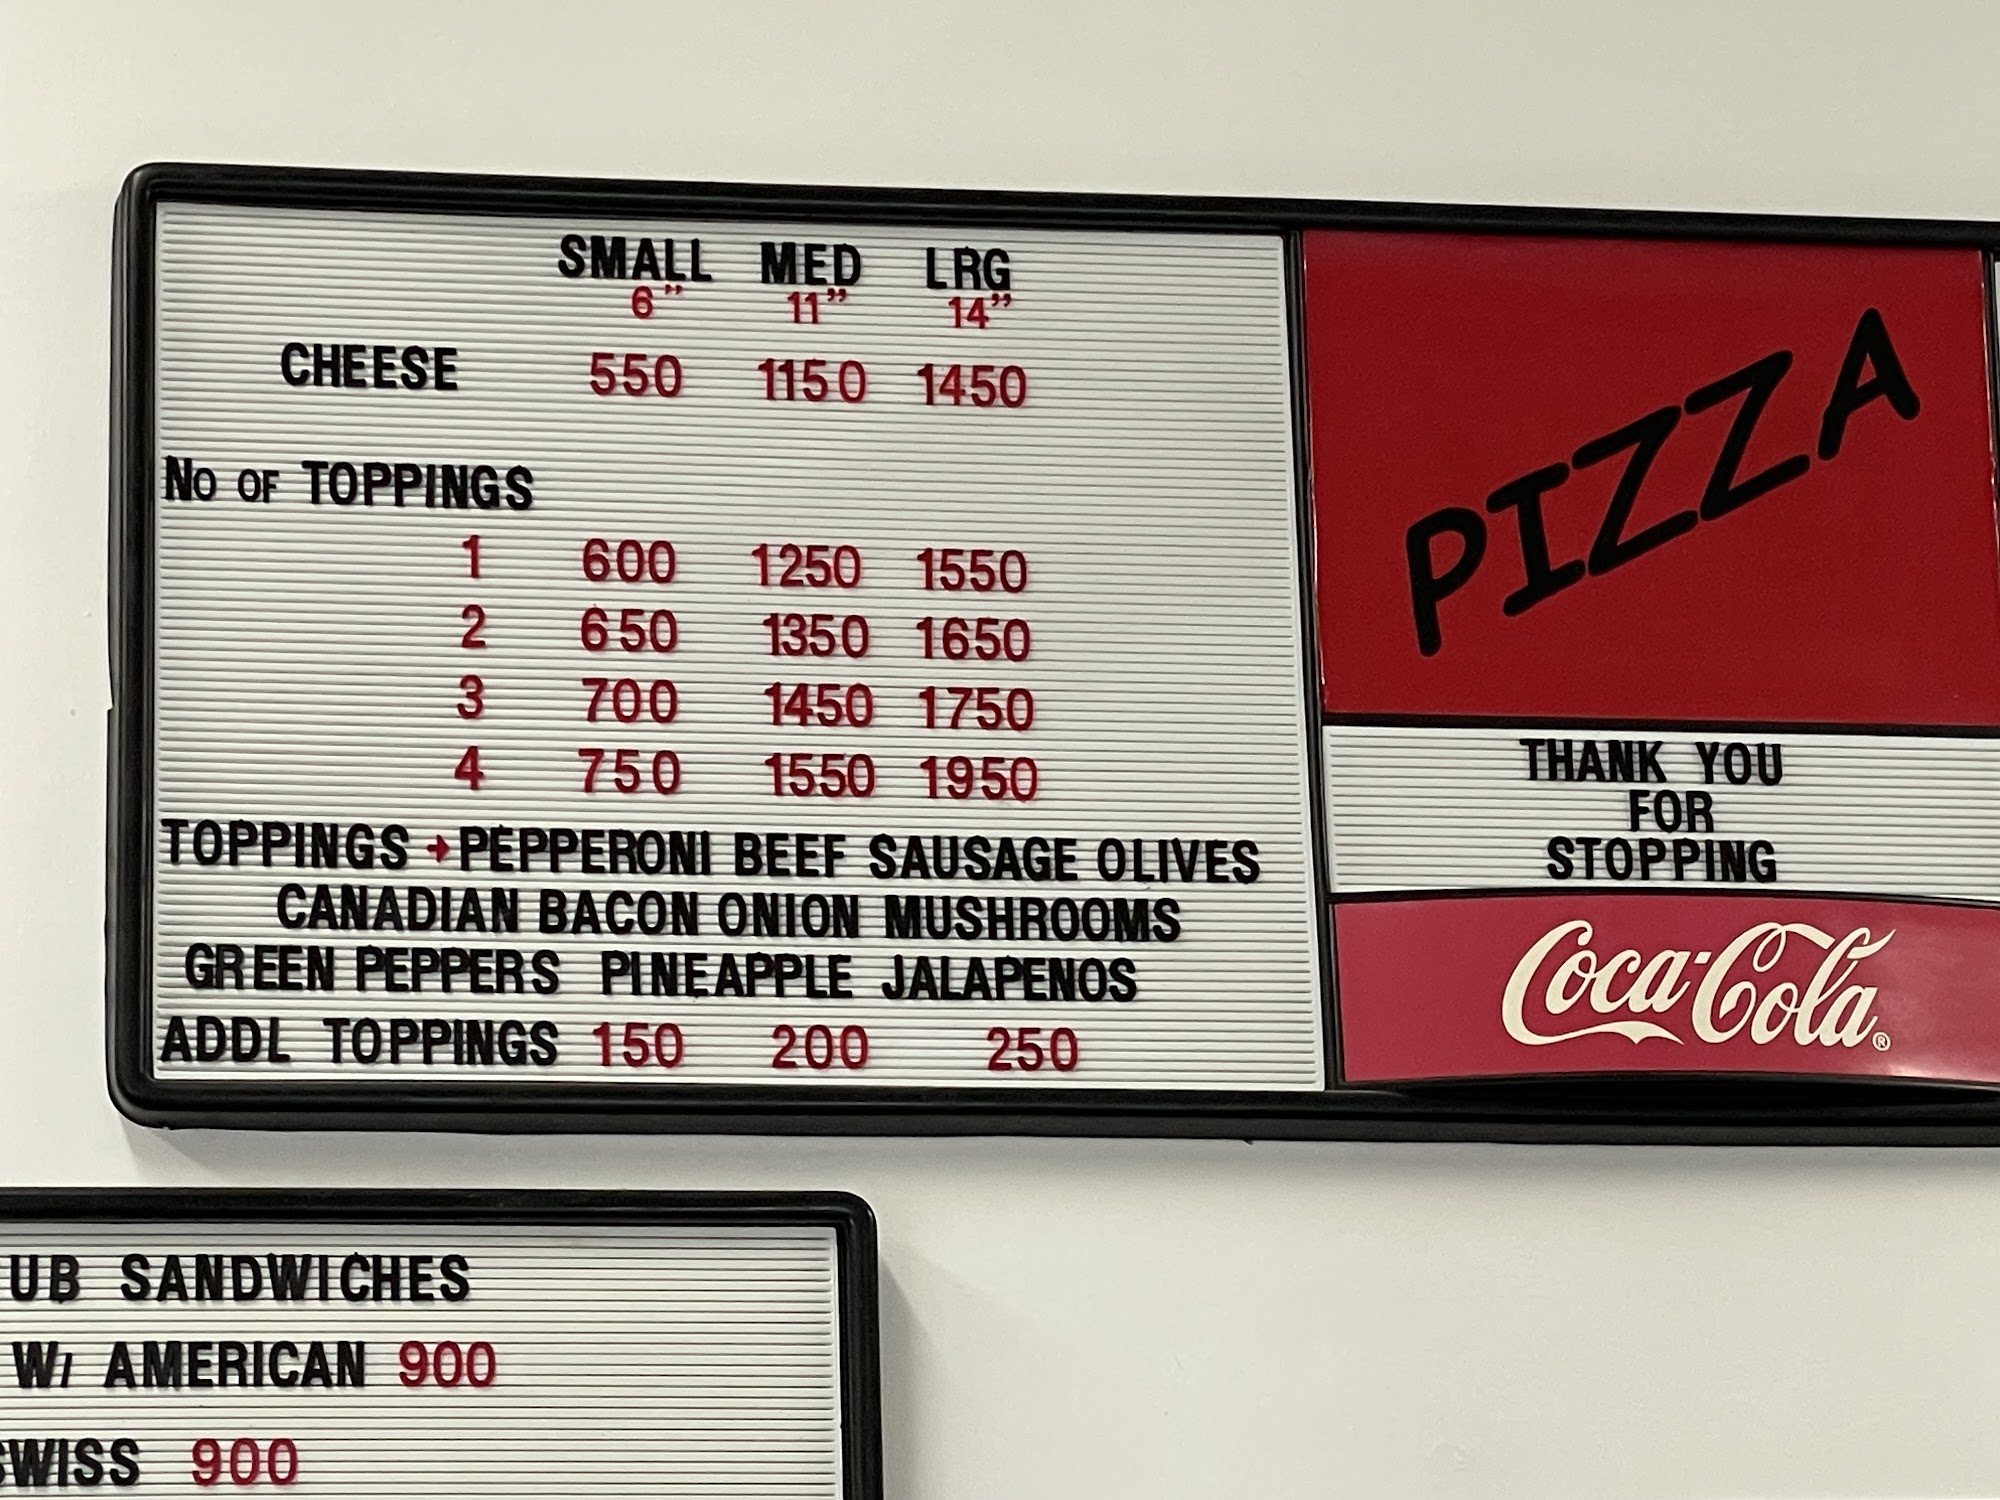 SMALL MED LRG
6” 11” 14”
CHEESE 550 1150 1450
No OF TOPPINGS
1 600 1250 1550
2 650 1350 1650
3 700 1450 1750
4 750 1550 1950
TOPPINGS → PEPPERONI BEEF SAUSAGE OLIVES
CANADIAN BACON ONION MUSHROOMS
GREEN PEPPERS PINEAPPLE JALAPENOS
ADDL TOPPINGS 150 200 250
PIZZA
THANK YOU
FOR
STOPPING
Coca-Cola®
UB SANDWICHES
W/ AMERICAN 900
SWISS 900